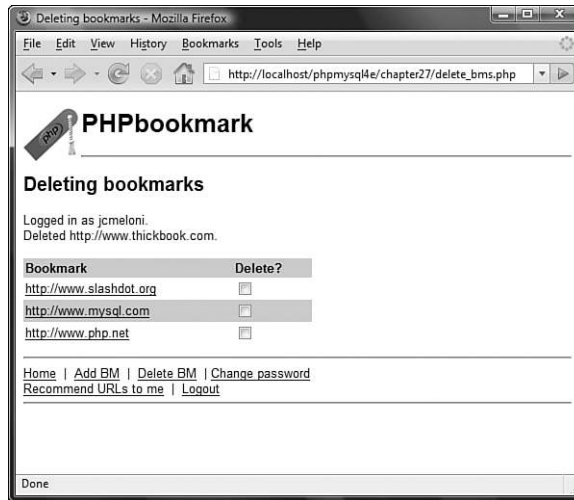 Deleting bookmarks - Mozilla Firefox
File Edit View History Bookmarks Tools Help
http://localhost/phpmysql4e/chapter27/delete_bms.php
php
PHPbookmark
Deleting bookmarks
Logged in as jcmeloni.
Deleted http://www.thickbook.com.
Bookmark Delete?
http://www.slashdot.org
http://www.mysql.com
http://www.php.net
Home | Add BM | Delete BM | Change password
Recommend URLs to me | Logout
Done